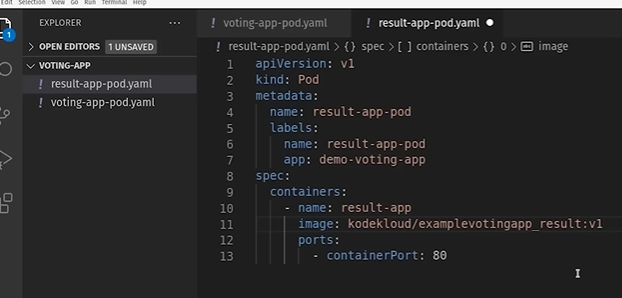 Edit Selection View Go Run Terminal Help
EXPLORER ...
voting-app-pod.yaml result-app-pod.yaml
OPEN EDITORS 1 UNSAVED
result-app-pod.yaml > {} spec > [ ] containers > {} 0 > image
VOTING-APP
result-app-pod.yaml
voting-app-pod.yaml
1
1 apiVersion: v1
2 kind: Pod
3 metadata:
4 name: result-app-pod
5 labels:
6 name: result-app-pod
7 app: demo-voting-app
8 spec:
9 containers:
10 - name: result-app
11 image: kodekloud/examplevotingapp_result:v1
12 ports:
13 - containerPort: 80